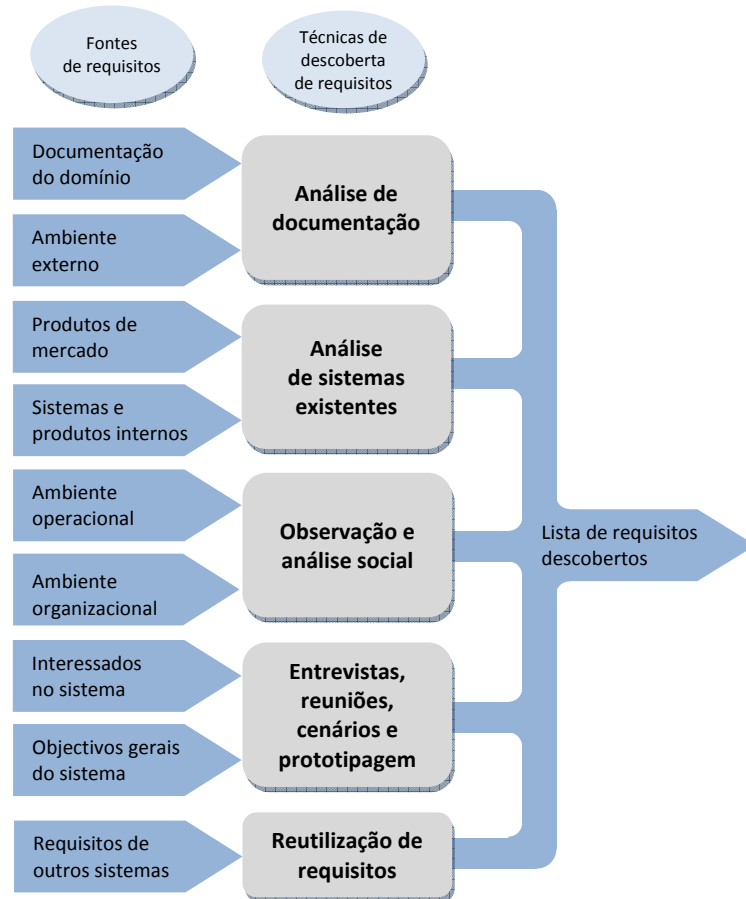 Fontes
de requisitos
Técnicas de
descoberta
de requisitos
Documentação
do domínio
Ambiente
externo
Análise de
documentação
Produtos de
mercado
Sistemas e
produtos internos
Análise
de sistemas
existentes
Ambiente
operacional
Ambiente
organizacional
Observação e
análise social
Interessados
no sistema
Objectivos gerais
do sistema
Entrevistas,
reuniões,
cenários e
prototipagem
Requisitos de
outros sistemas
Reutilização de
requisitos
Lista de requisitos
descobertos